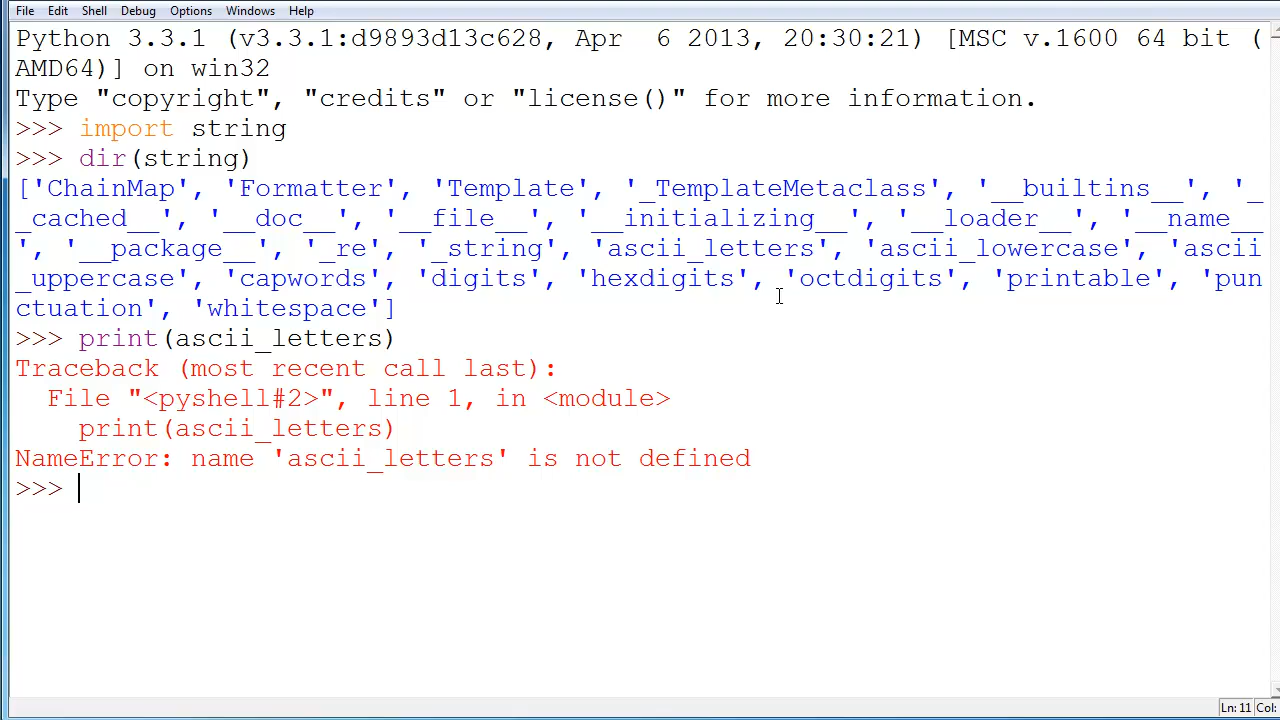 File Edit Shell Debug Options Windows Help
Python 3.3.1 (v3.3.1:d9893d13c628, Apr  6 2013, 20:30:21) [MSC v.1600 64 bit (
AMD64)] on win32
Type "copyright", "credits" or "license()" for more information.
>>> import string
>>> dir(string)
['ChainMap', 'Formatter', 'Template', '_TemplateMetaclass', '__builtins__', '_
_cached__', '__doc__', '__file__', '__initializing__', '__loader__', '__name__
', '__package__', '_re', '_string', 'ascii_letters', 'ascii_lowercase', 'ascii
_uppercase', 'capwords', 'digits', 'hexdigits', 'octdigits', 'printable', 'pun
ctuation', 'whitespace']
>>> print(ascii_letters)
Traceback (most recent call last):
  File "<pyshell#2>", line 1, in <module>
    print(ascii_letters)
NameError: name 'ascii_letters' is not defined
>>>
Ln: 11 Col: